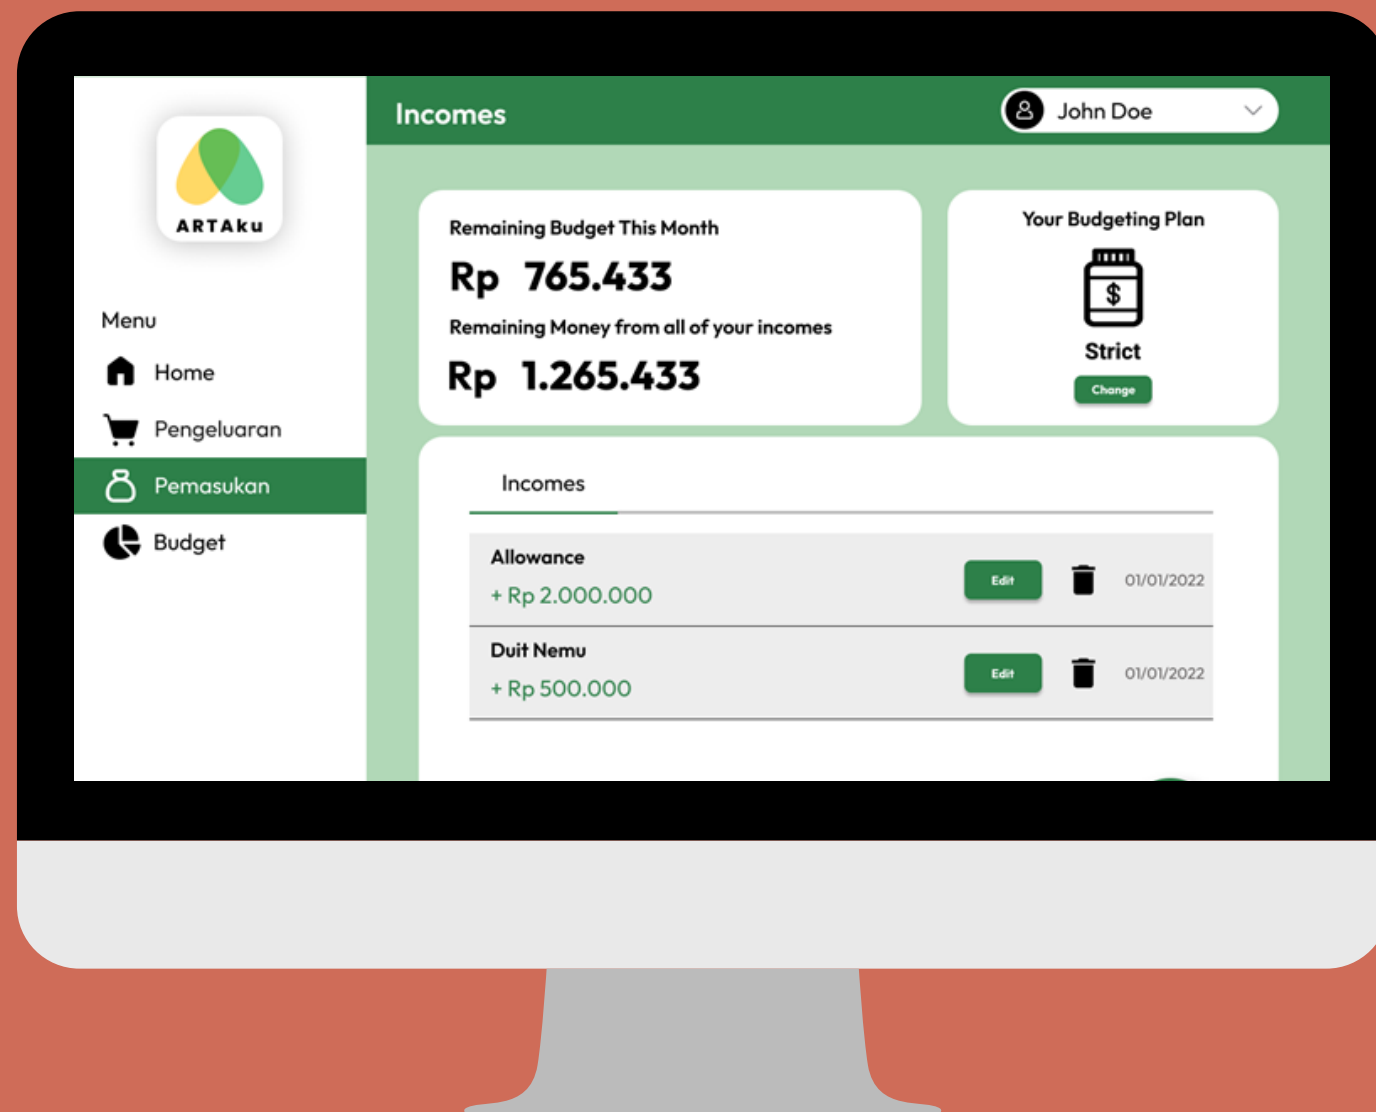 ARTAku
Menu
Home
Pengeluaran
Pemasukan
Budget
Incomes
John Doe
Remaining Budget This Month
Rp 765.433
Remaining Money from all of your incomes
Rp 1.265.433
Your Budgeting Plan
$
Strict
Change
Incomes
Allowance
+ Rp 2.000.000
Edit
01/01/2022
Duit Nemu
+ Rp 500.000
Edit
01/01/2022